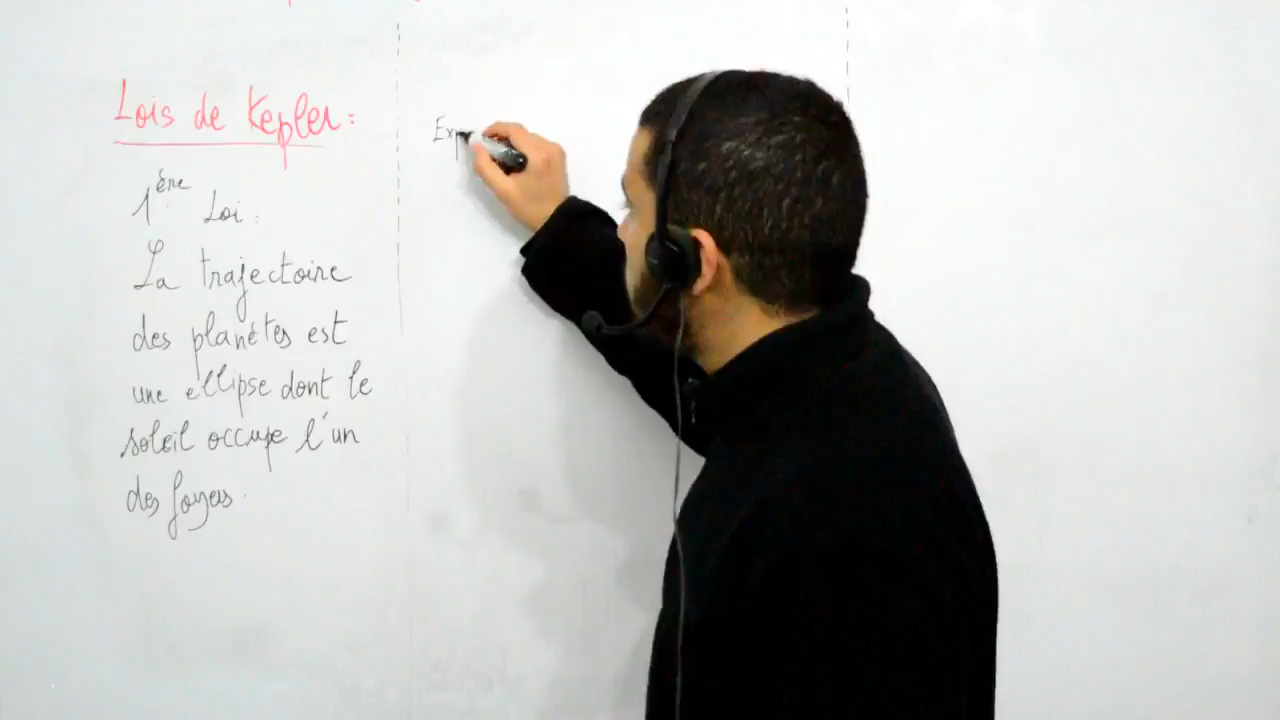 Lois de Kepler :
1ère Loi :
La trajectoire
des planètes est
une ellipse dont le
soleil occupe l'un
des foyers.
Exp